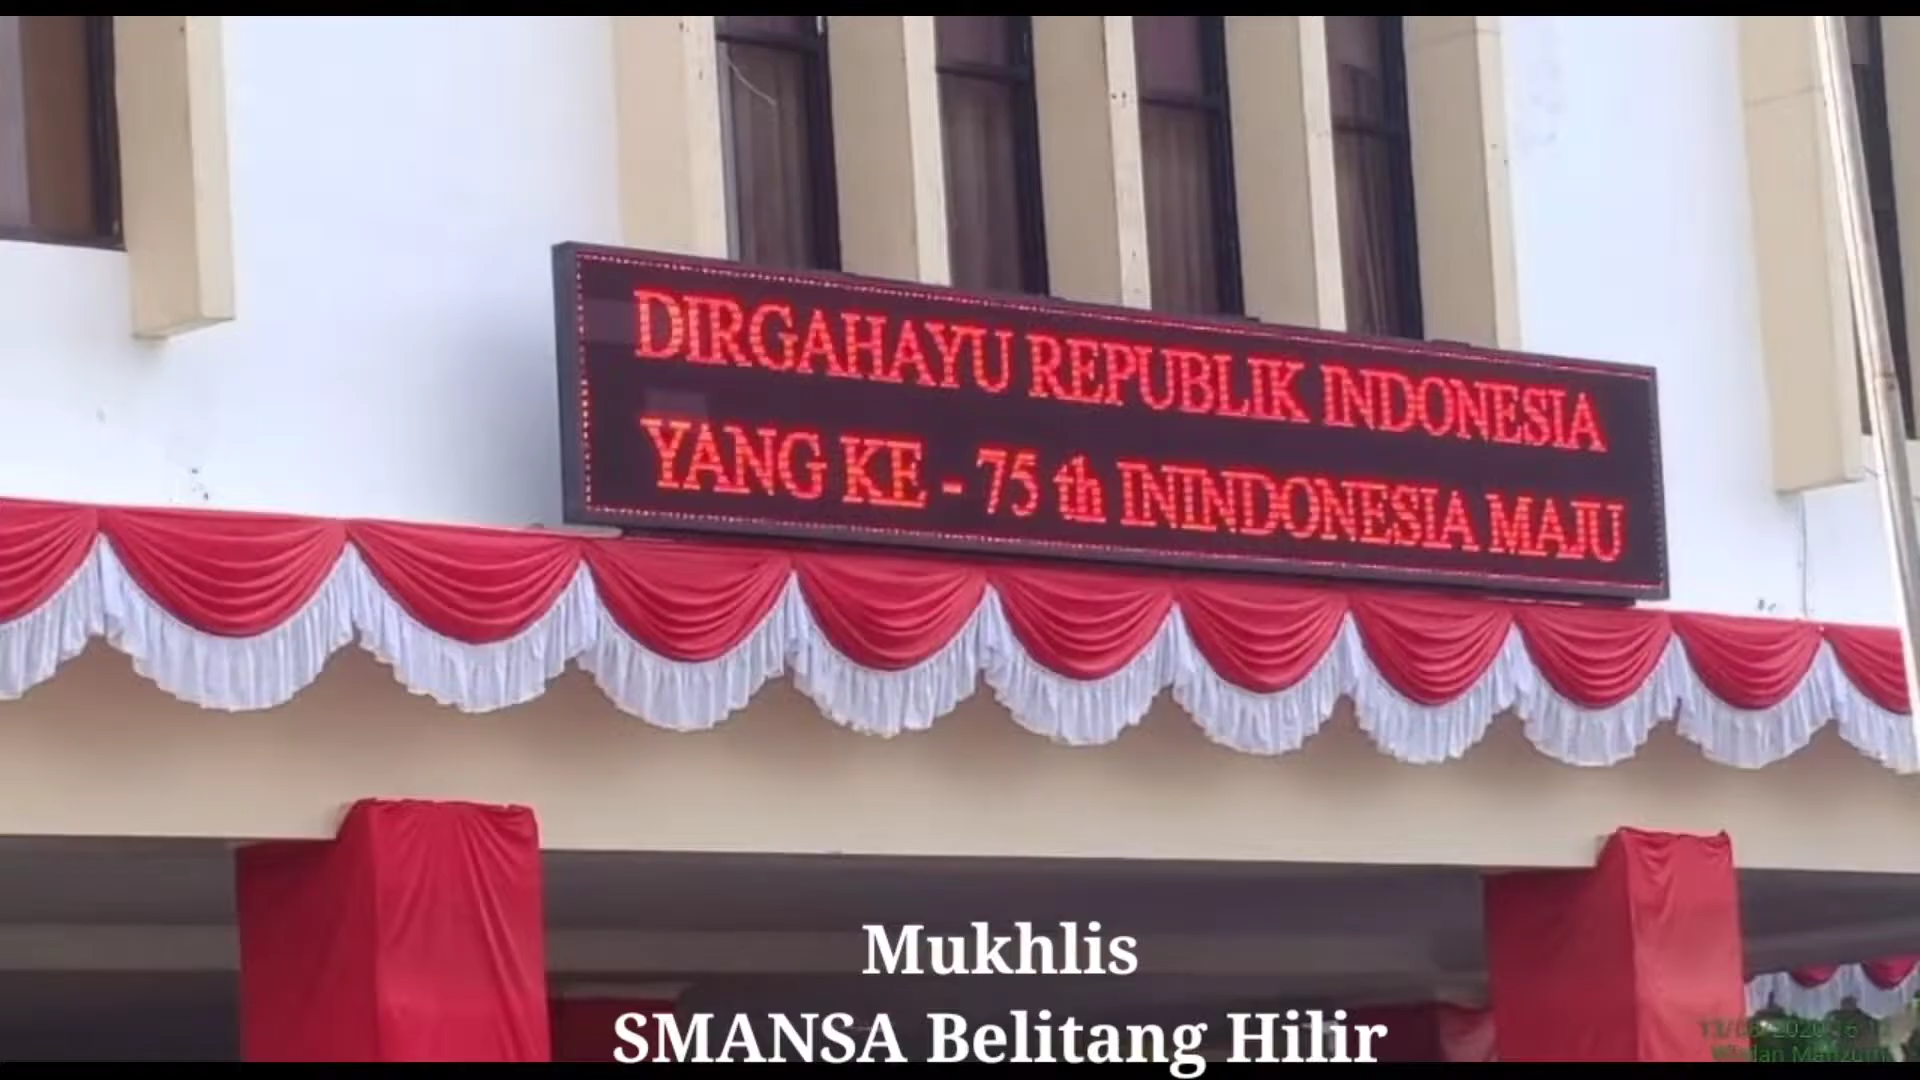 DIRGAHAYU REPUBLIK INDONESIA
YANG KE - 75 th ININDONESIA MAJU
Mukhlis
SMANSA Belitang Hilir